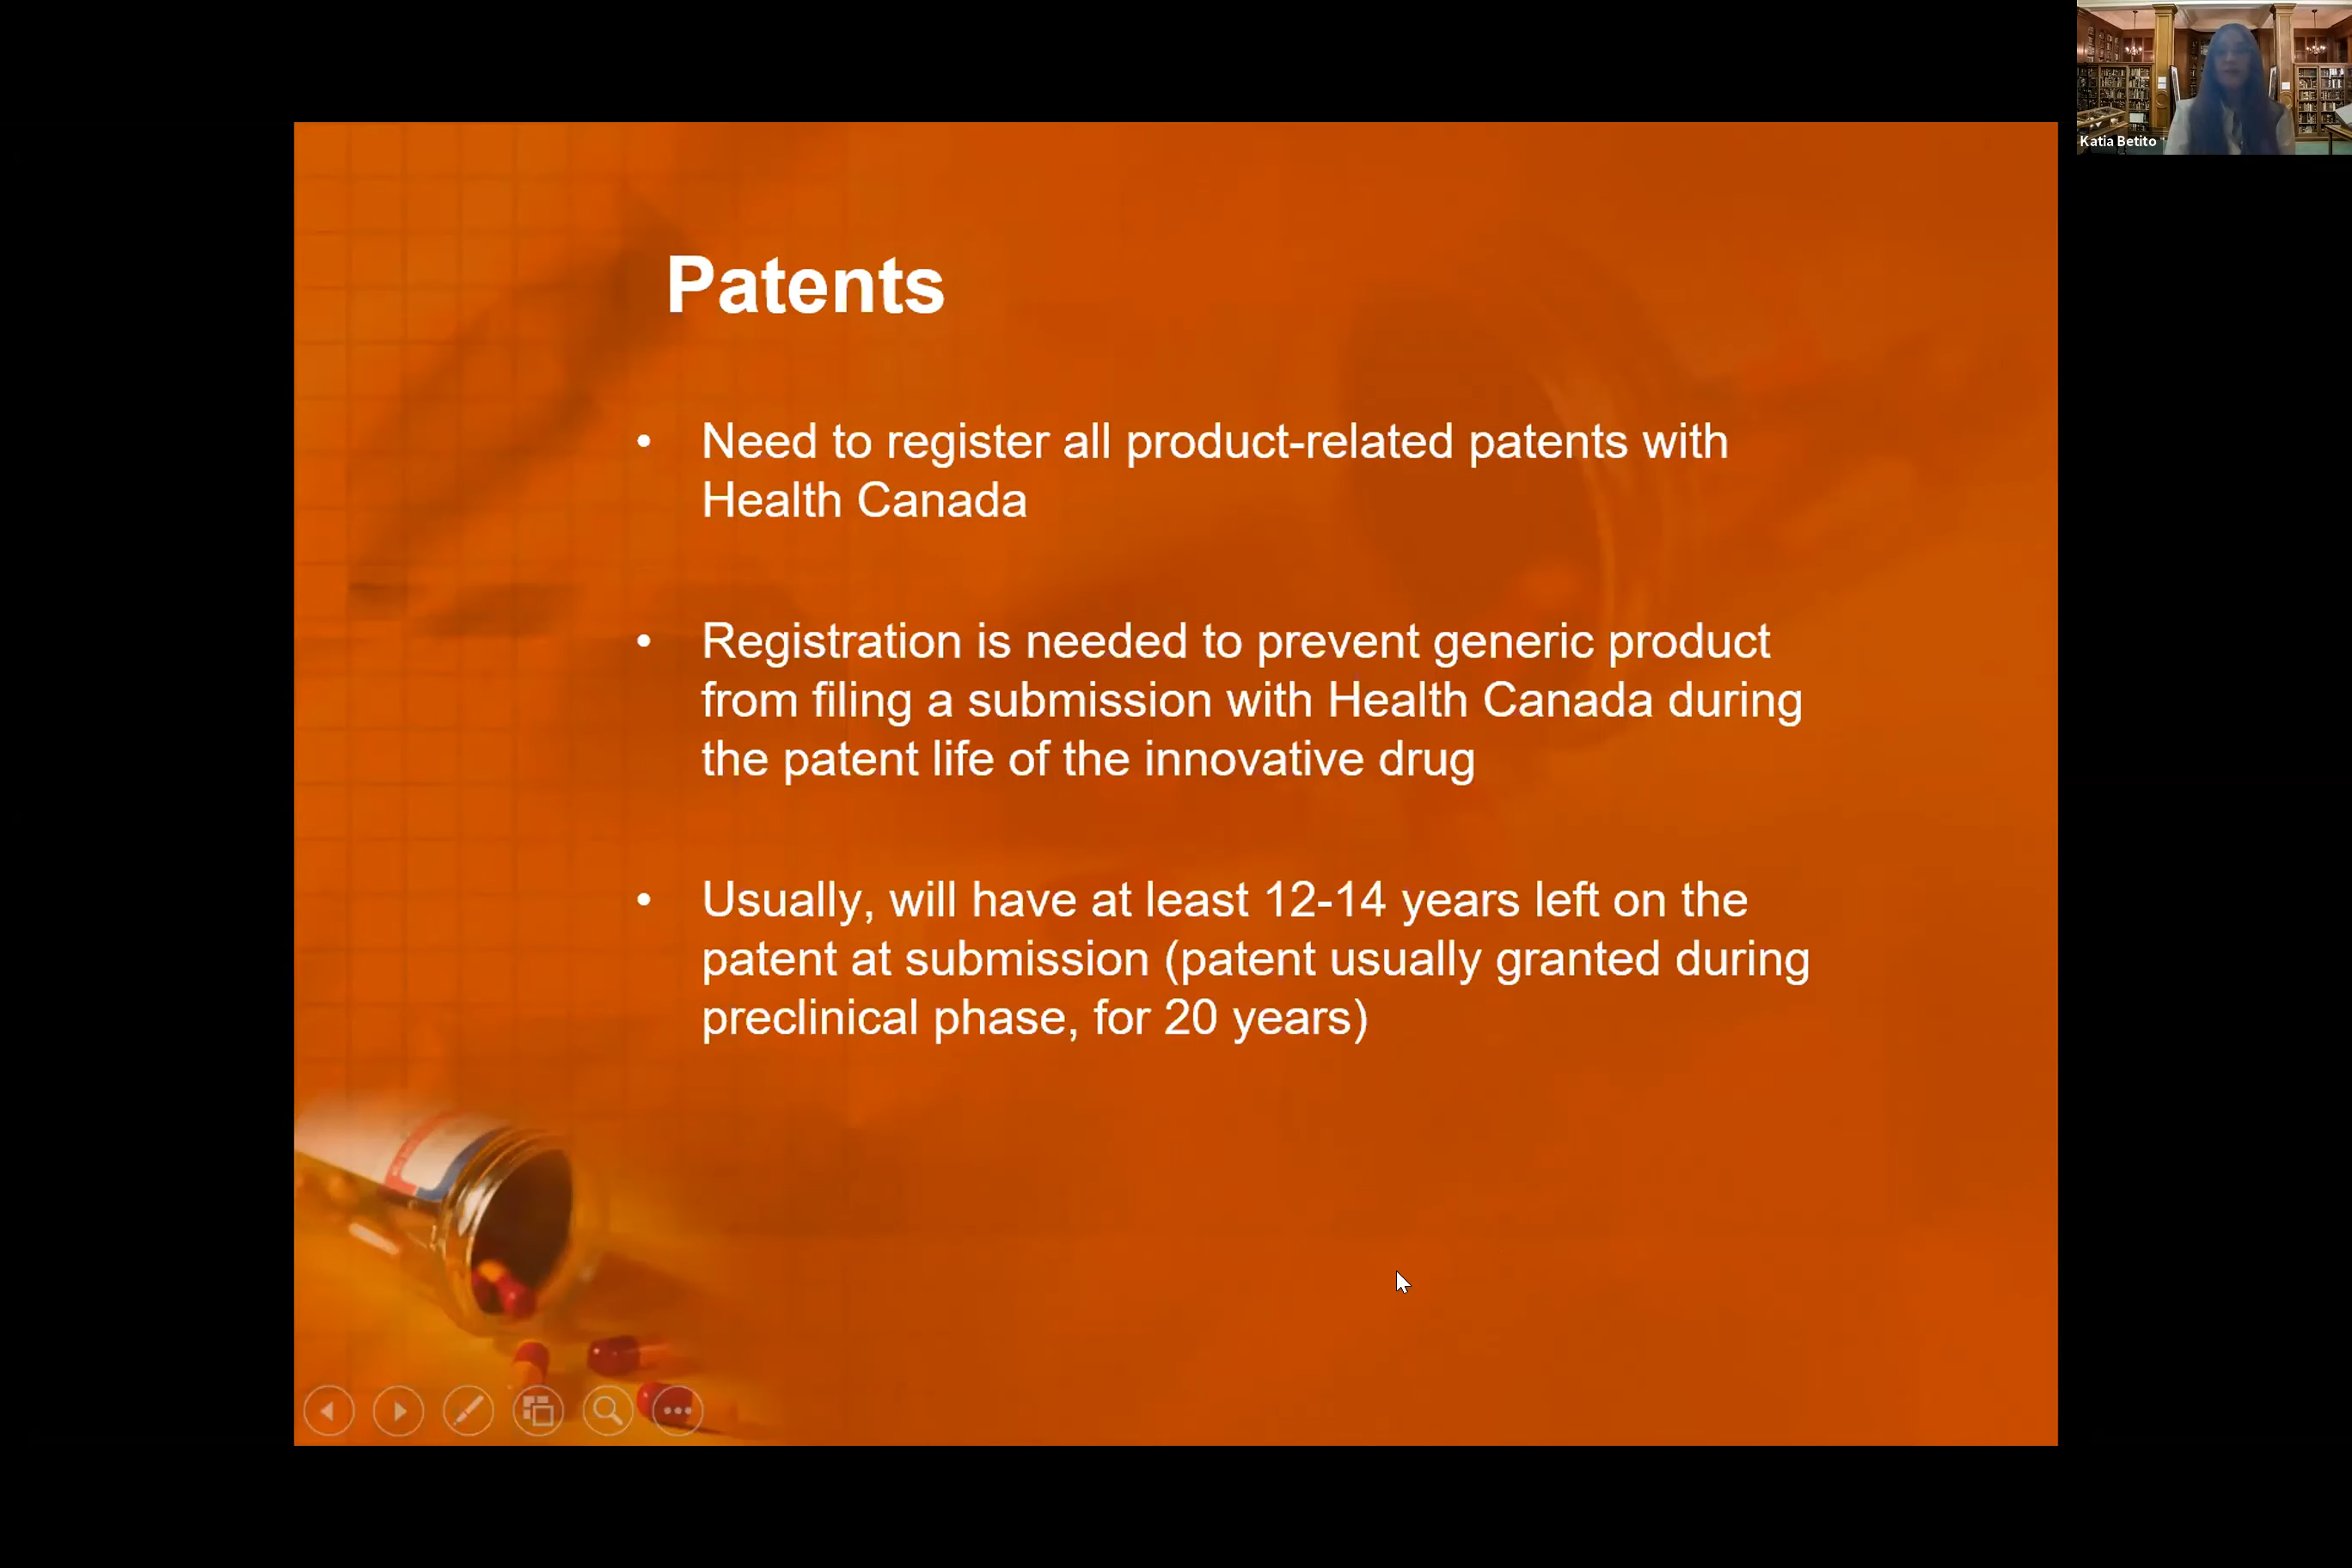 Katia Betito
Patents
• Need to register all product-related patents with
Health Canada
• Registration is needed to prevent generic product
from filing a submission with Health Canada during
the patent life of the innovative drug
• Usually, will have at least 12-14 years left on the
patent at submission (patent usually granted during
preclinical phase, for 20 years)